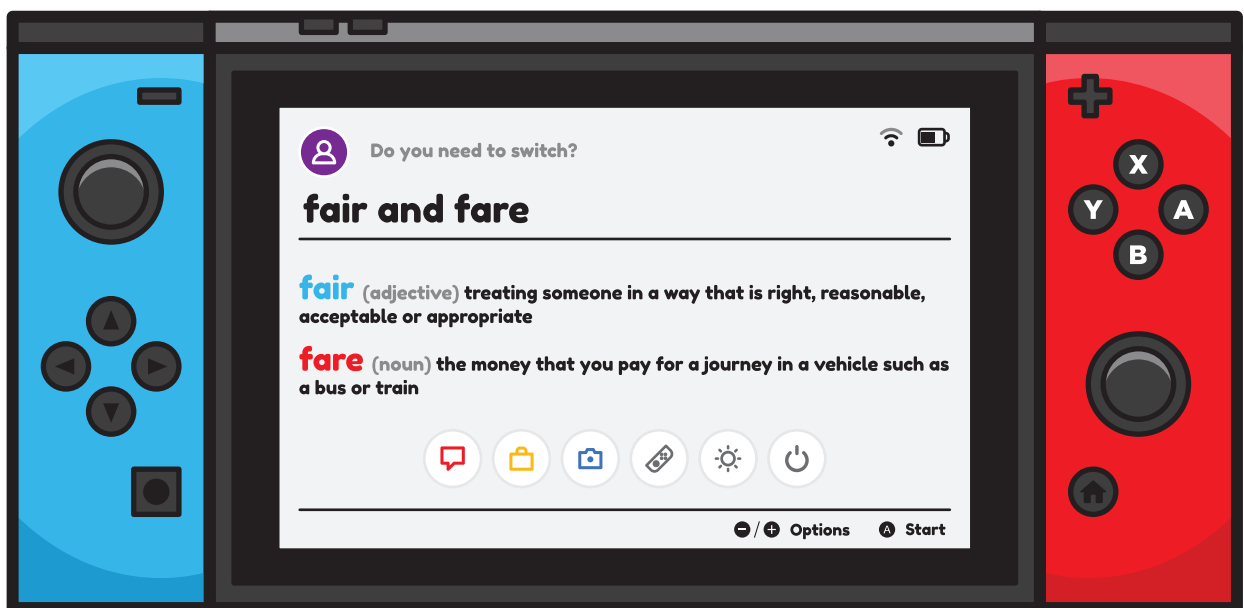 Do you need to switch?
fair and fare
fair (adjective) treating someone in a way that is right, reasonable,
acceptable or appropriate
fare (noun) the money that you pay for a journey in a vehicle such as
a bus or train
/ Options A Start
X
Y A
B